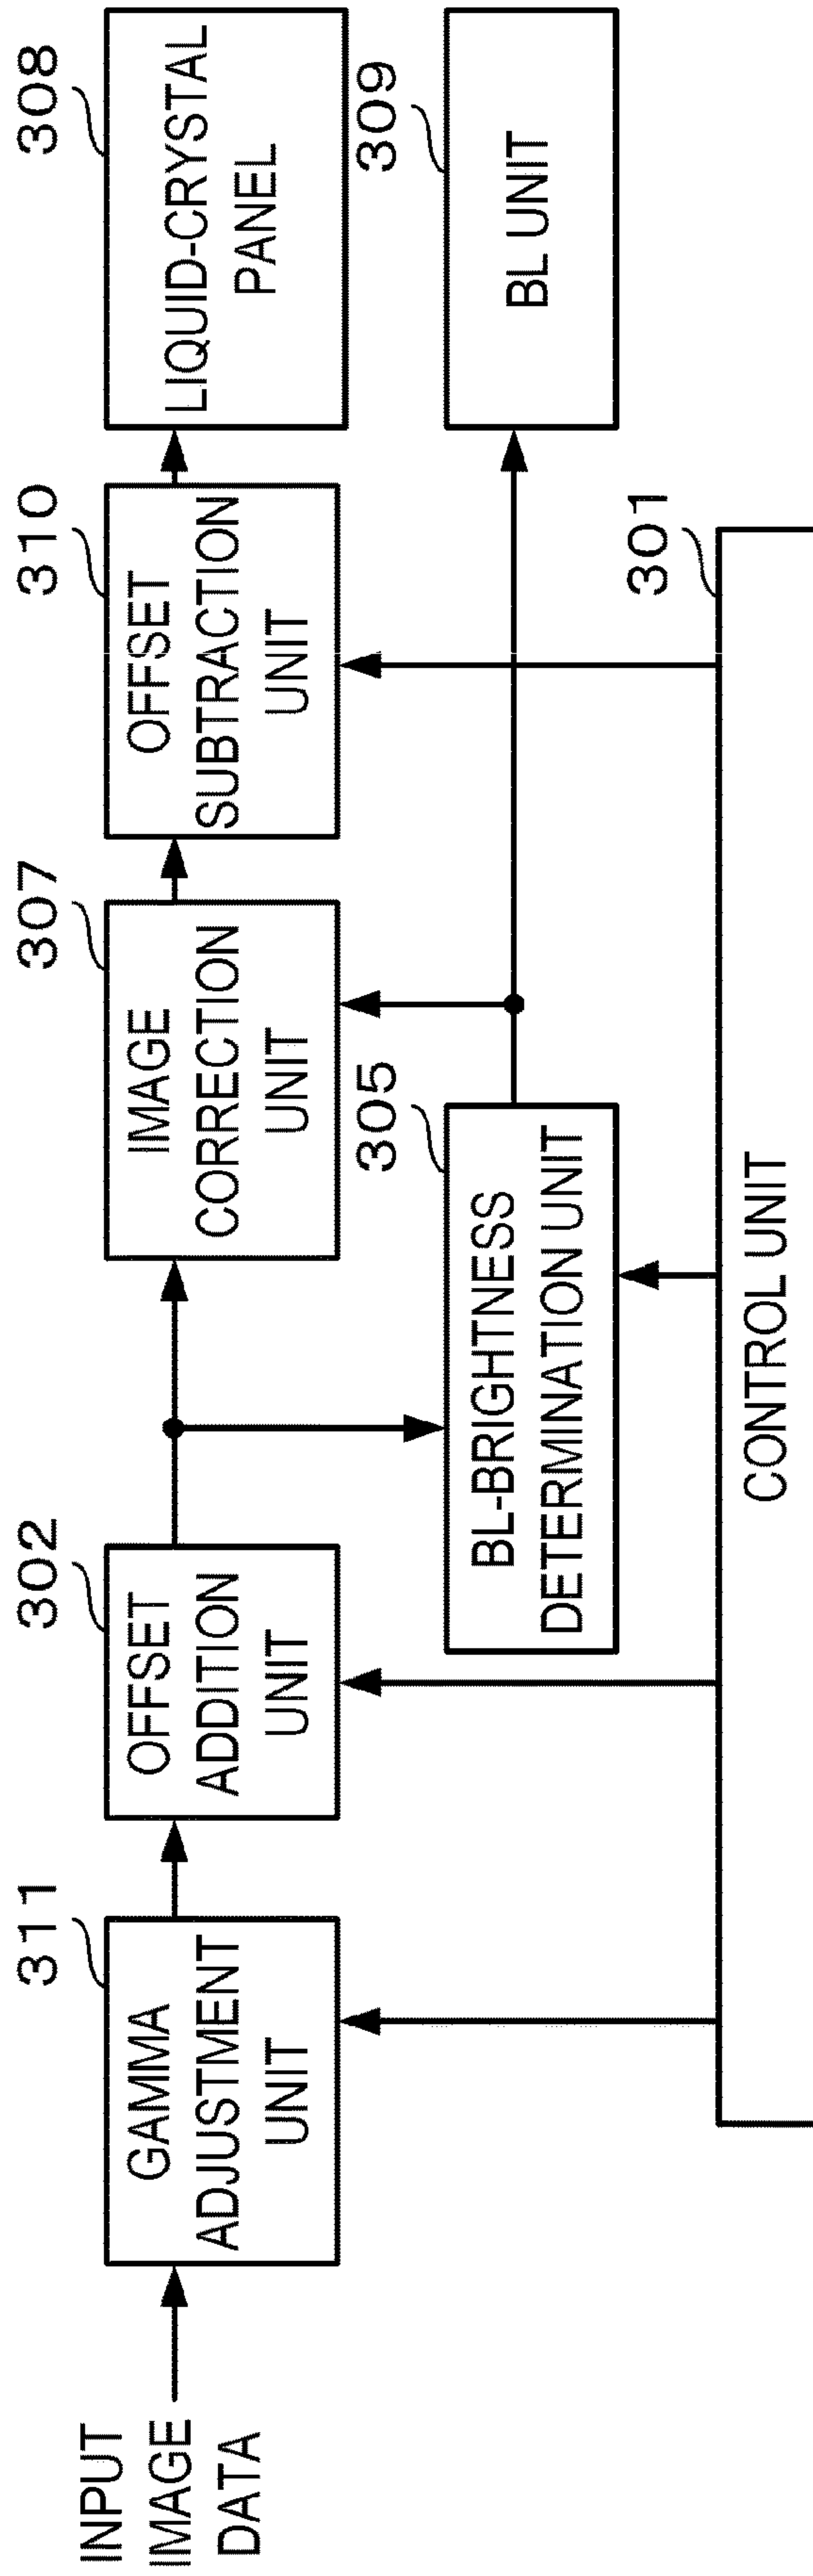 INPUT
IMAGE
DATA
311
GAMMA
ADJUSTMENT
UNIT
302
OFFSET
ADDITION
UNIT
307
IMAGE
CORRECTION
UNIT
310
OFFSET
SUBTRACTION
UNIT
308
LIQUID-CRYSTAL
PANEL
305
BL-BRIGHTNESS
DETERMINATION UNIT
309
BL UNIT
301
CONTROL UNIT